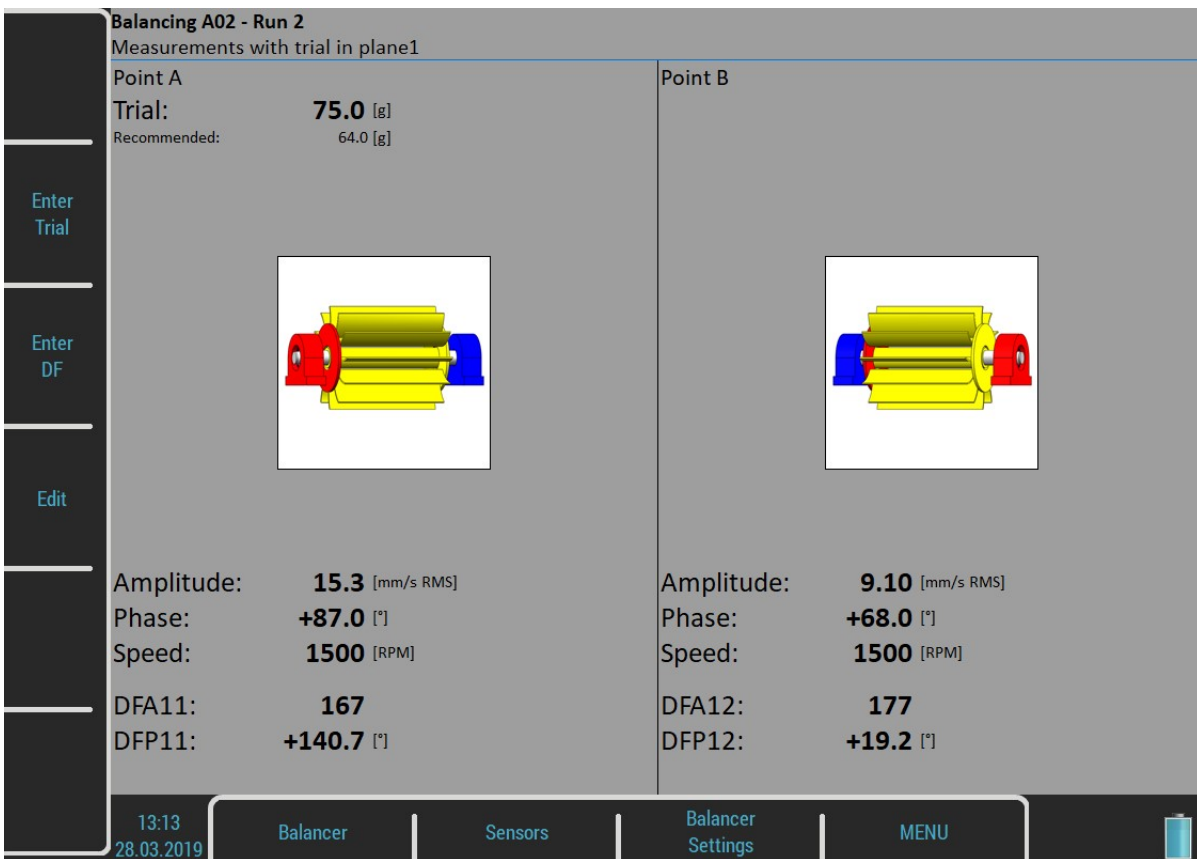 Balancing A02 - Run 2
Measurements with trial in plane1
Point A
Trial: 75.0 [g]
Recommended: 64.0 [g]
Point B
Enter
Trial
Enter
DF
Edit
Amplitude: 15.3 [mm/s RMS]
Phase: +87.0 [°]
Speed: 1500 [RPM]
DFA11: 167
DFP11: +140.7 [°]
Amplitude: 9.10 [mm/s RMS]
Phase: +68.0 [°]
Speed: 1500 [RPM]
DFA12: 177
DFP12: +19.2 [°]
13:13
28.03.2019
Balancer
Sensors
Balancer
Settings
MENU